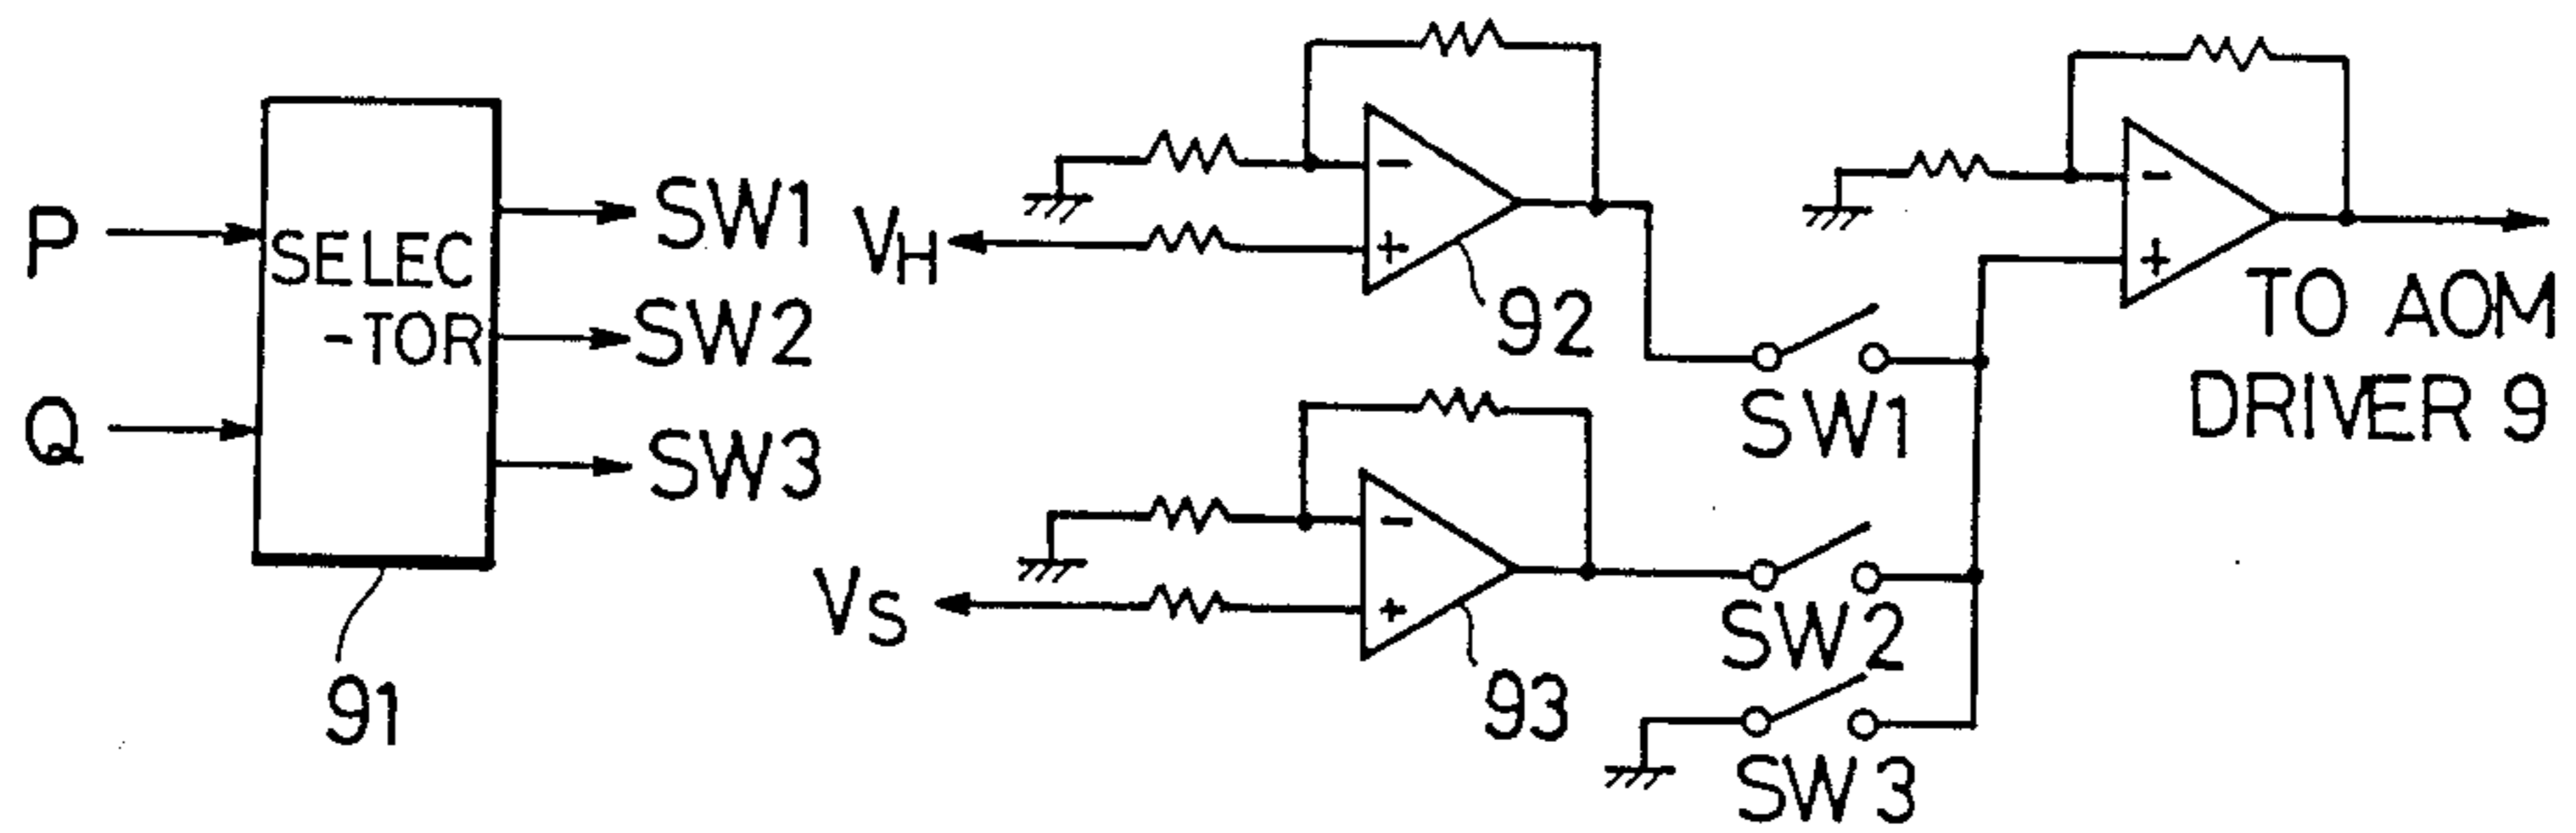 P
Q
SELEC
-TOR
91
SW1
SW2
SW3
VH
-
+
92
VS
-
+
93
SW1
SW2
SW3
-
+
TO AOM
DRIVER 9